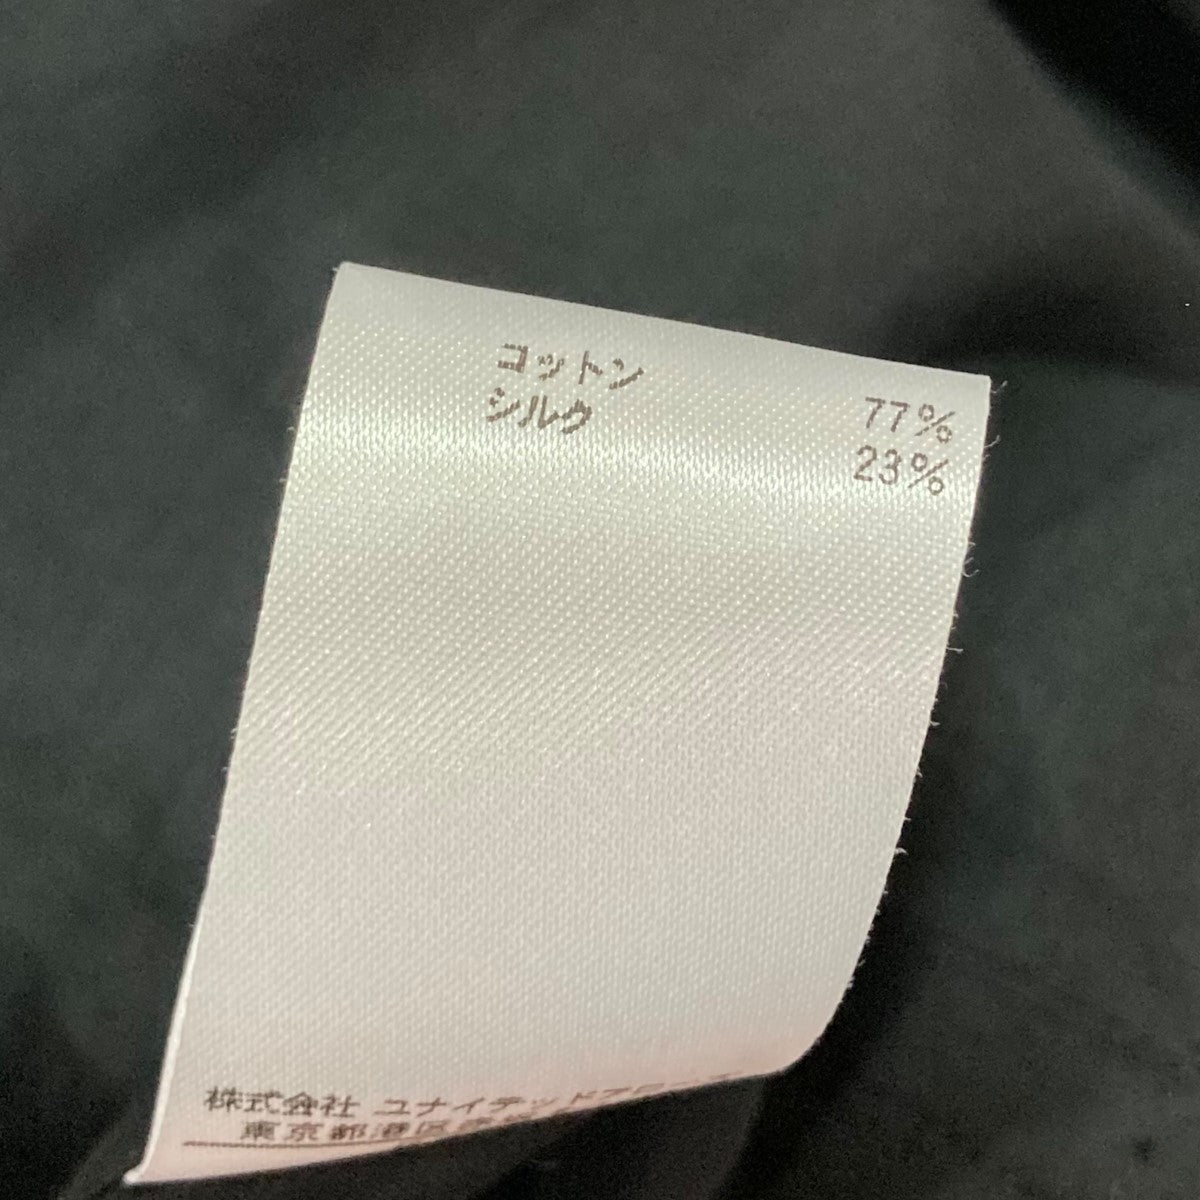 コットン 77%
シルク 23%
株式会社 ユナイテッドアローズ
東京都港区